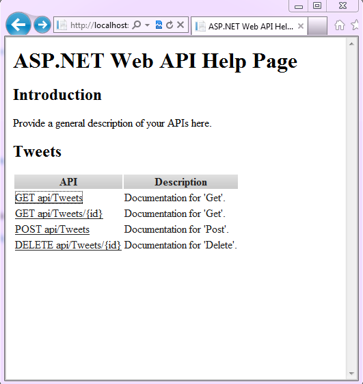 http://localhost:
ASP.NET Web API Hel...
ASP.NET Web API Help Page
Introduction
Provide a general description of your APIs here.
Tweets
API Description
GET api/Tweets Documentation for 'Get'.
GET api/Tweets/{id} Documentation for 'Get'.
POST api/Tweets Documentation for 'Post'.
DELETE api/Tweets/{id} Documentation for 'Delete'.